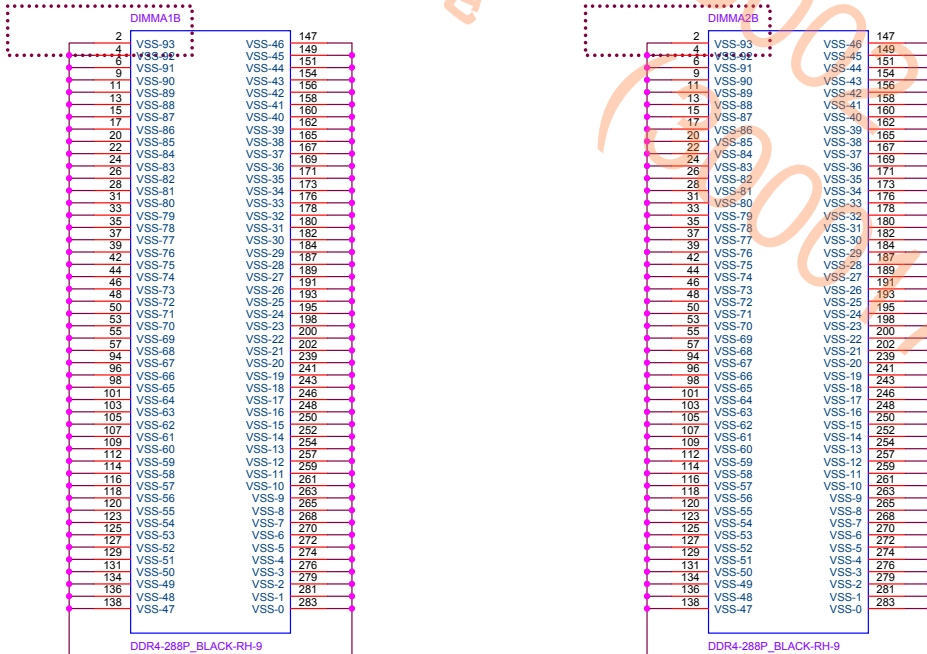 DIMMA1B
2 VSS-93 VSS-46 147
4 VSS-92 VSS-45 149
6 VSS-91 VSS-44 151
9 VSS-90 VSS-43 154
11 VSS-89 VSS-42 156
13 VSS-88 VSS-41 158
15 VSS-87 VSS-40 160
17 VSS-86 VSS-39 162
20 VSS-85 VSS-38 165
22 VSS-84 VSS-37 167
24 VSS-83 VSS-36 169
26 VSS-82 VSS-35 171
28 VSS-81 VSS-34 173
31 VSS-80 VSS-33 176
33 VSS-79 VSS-32 178
35 VSS-78 VSS-31 180
37 VSS-77 VSS-30 182
39 VSS-76 VSS-29 184
42 VSS-75 VSS-28 187
44 VSS-74 VSS-27 189
46 VSS-73 VSS-26 191
48 VSS-72 VSS-25 193
50 VSS-71 VSS-24 195
53 VSS-70 VSS-23 198
55 VSS-69 VSS-22 200
57 VSS-68 VSS-21 202
94 VSS-67 VSS-20 239
96 VSS-66 VSS-19 241
98 VSS-65 VSS-18 243
101 VSS-64 VSS-17 246
103 VSS-63 VSS-16 248
105 VSS-62 VSS-15 250
107 VSS-61 VSS-14 252
109 VSS-60 VSS-13 254
112 VSS-59 VSS-12 257
114 VSS-58 VSS-11 259
116 VSS-57 VSS-10 261
118 VSS-56 VSS-9 263
120 VSS-55 VSS-8 265
123 VSS-54 VSS-7 268
125 VSS-53 VSS-6 270
127 VSS-52 VSS-5 272
129 VSS-51 VSS-4 274
131 VSS-50 VSS-3 276
134 VSS-49 VSS-2 279
136 VSS-48 VSS-1 281
138 VSS-47 VSS-0 283
DDR4-288P_BLACK-RH-9
DIMMA2B
2 VSS-93 VSS-46 147
4 VSS-92 VSS-45 149
6 VSS-91 VSS-44 151
9 VSS-90 VSS-43 154
11 VSS-89 VSS-42 156
13 VSS-88 VSS-41 158
15 VSS-87 VSS-40 160
17 VSS-86 VSS-39 162
20 VSS-85 VSS-38 165
22 VSS-84 VSS-37 167
24 VSS-83 VSS-36 169
26 VSS-82 VSS-35 171
28 VSS-81 VSS-34 173
31 VSS-80 VSS-33 176
33 VSS-79 VSS-32 178
35 VSS-78 VSS-31 180
37 VSS-77 VSS-30 182
39 VSS-76 VSS-29 184
42 VSS-75 VSS-28 187
44 VSS-74 VSS-27 189
46 VSS-73 VSS-26 191
48 VSS-72 VSS-25 193
50 VSS-71 VSS-24 195
53 VSS-70 VSS-23 198
55 VSS-69 VSS-22 200
57 VSS-68 VSS-21 202
94 VSS-67 VSS-20 239
96 VSS-66 VSS-19 241
98 VSS-65 VSS-18 243
101 VSS-64 VSS-17 246
103 VSS-63 VSS-16 248
105 VSS-62 VSS-15 250
107 VSS-61 VSS-14 252
109 VSS-60 VSS-13 254
112 VSS-59 VSS-12 257
114 VSS-58 VSS-11 259
116 VSS-57 VSS-10 261
118 VSS-56 VSS-9 263
120 VSS-55 VSS-8 265
123 VSS-54 VSS-7 268
125 VSS-53 VSS-6 270
127 VSS-52 VSS-5 272
129 VSS-51 VSS-4 274
131 VSS-50 VSS-3 276
134 VSS-49 VSS-2 279
136 VSS-48 VSS-1 281
138 VSS-47 VSS-0 283
DDR4-288P_BLACK-RH-9